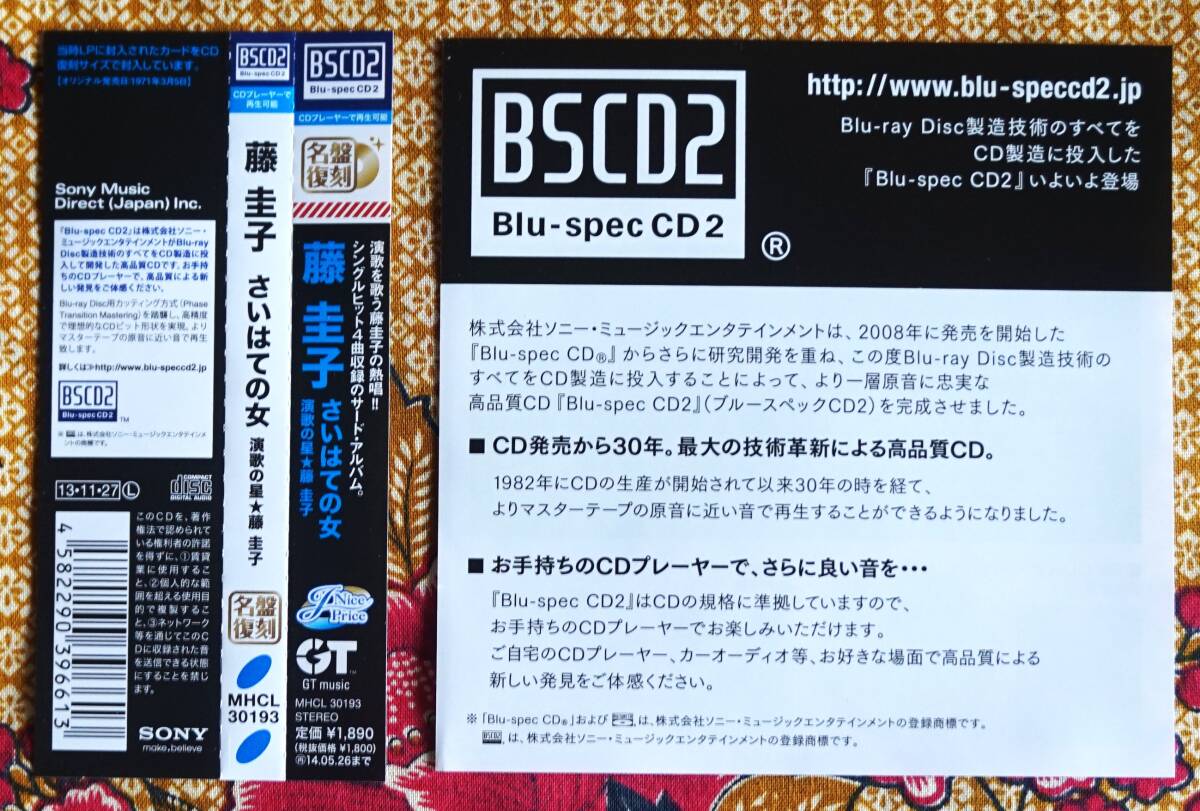 当時LPに封入されたカードをCD
復刻サイズで封入しています。
【オリジナル発売日:1971年3月5日】
Sony Music
Direct (Japan) Inc.
『Blu-spec CD2』は株式会社ソニー・
ミュージックエンタテインメントがBlu-ray
Disc製造技術のすべてをCD製造に投
入して開発した高品質CDです。お手持
ちのCDプレーヤーで、高品質による新
しい発見をご体感ください。
Blu-ray Disc用カッティング方式(Phase
Transition Mastering)を踏襲し、高精度
で理想的なCDピット形状を実現。より
マスターテープの原音に近い音で再生
致します。
詳しくは≫http://www.blu-speccd2.jp
BSCD2
Blu-spec CD2
TM
は、株式会社ソニー・ミュージックエンタテインメ
ントの商標です。
13・11・27 L
COMPACT
disc
DIGITAL AUDIO
このCDを、著作
権法で認められて
いる権利者の許諾
を得ずに、①賃貸
業に使用するこ
と、②個人的な範
囲を超える使用目
的で複製するこ
と、③ネットワーク
等を通じてこのC
Dに収録された音
を送信できる状態
にすることを禁じ
ます。
4582290396613
SONY
make.believe
BSCD2
Blu-spec CD2
CDプレーヤーで
再生可能
藤 圭子 さいはての女 演歌の星★藤 圭子
名盤
復刻
MHCL
30193
BSCD2
Blu-spec CD2
CDプレーヤーで再生可能
名盤
復刻
演歌を歌う藤圭子の熱唱!!
シングルヒット4曲収録のサード・アルバム。
藤 圭子 さいはての女
演歌の星★藤 圭子
Nice
Price
GT
GT music
MHCL 30193
STEREO
定価 ¥1,890
(税抜価格 ¥1,800)
㋥14.05.26まで
BSCD2
Blu-spec CD2
®
http://www.blu-speccd2.jp
Blu-ray Disc製造技術のすべてを
CD製造に投入した
『Blu-spec CD2』いよいよ登場
株式会社ソニー・ミュージックエンタテインメントは、2008年に発売を開始した
『Blu-spec CD®』からさらに研究開発を重ね、この度Blu-ray Disc製造技術の
すべてをCD製造に投入することによって、より一層原音に忠実な
高品質CD『Blu-spec CD2』(ブルースペックCD2)を完成させました。
■ CD発売から30年。最大の技術革新による高品質CD。
1982年にCDの生産が開始されて以来30年の時を経て、
よりマスターテープの原音に近い音で再生することができるようになりました。
■ お手持ちのCDプレーヤーで、さらに良い音を・・・
『Blu-spec CD2』はCDの規格に準拠していますので、
お手持ちのCDプレーヤーでお楽しみいただけます。
ご自宅のCDプレーヤー、カーオーディオ等、お好きな場面で高品質による
新しい発見をご体感ください。
※「Blu-spec CD®」および は、株式会社ソニー・ミュージックエンタテインメントの登録商標です。
BSCD2 は、株式会社ソニー・ミュージックエンタテインメントの登録商標です。